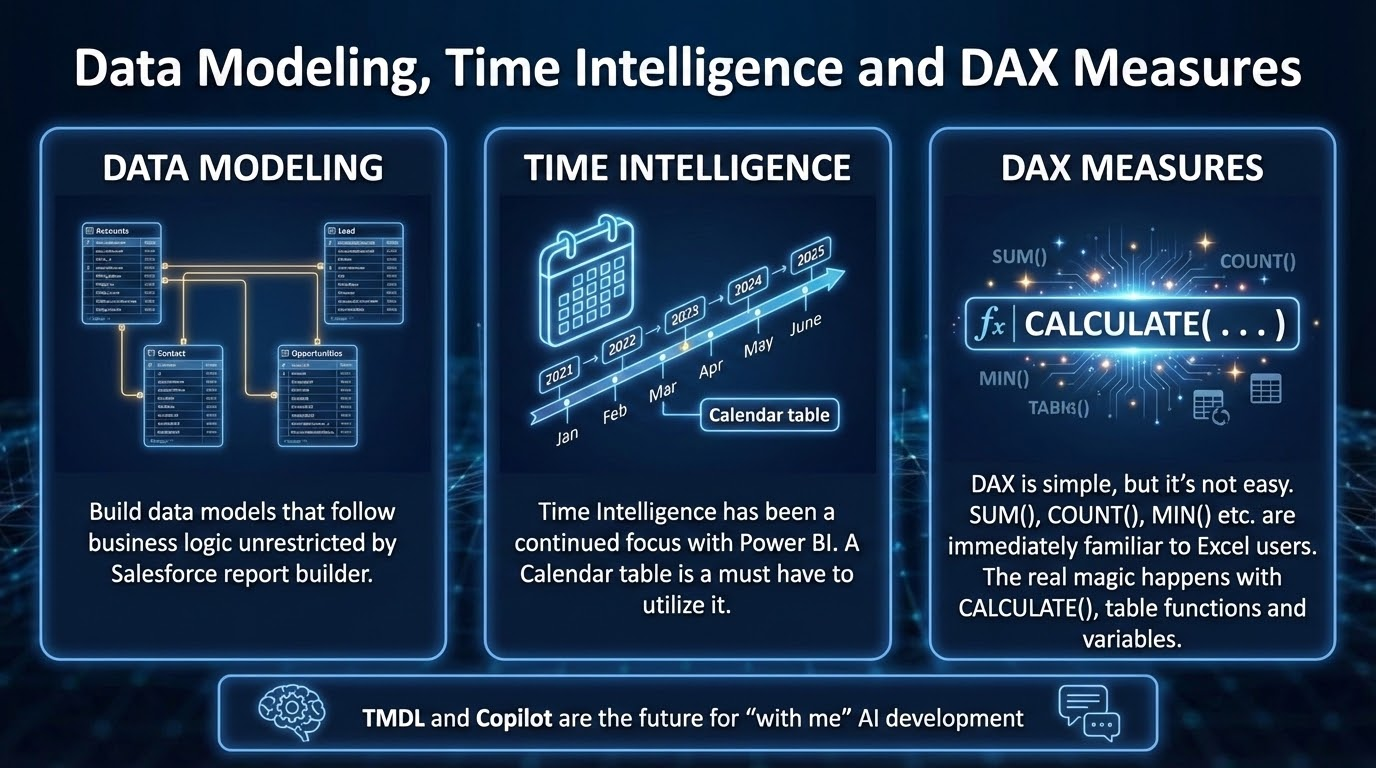 Data Modeling, Time Intelligence and DAX Measures
DATA MODELING
Accounts
Lead
Contact
Opportunities
Build data models that follow
business logic unrestricted by
Salesforce report builder.
TIME INTELLIGENCE
2021
2022
2023
2024
2025
Jan
Feb
Mar
Apr
May
June
Calendar table
Time Intelligence has been a
continued focus with Power BI. A
Calendar table is a must have to
utilize it.
DAX MEASURES
SUM()
COUNT()
fx CALCULATE(...)
MIN()
DAX is simple, but it's not easy.
SUM(), COUNT(), MIN() etc. are
immediately familiar to Excel users.
The real magic happens with
CALCULATE(), table functions and
variables.
TMDL and Copilot are the future for “with me” AI development